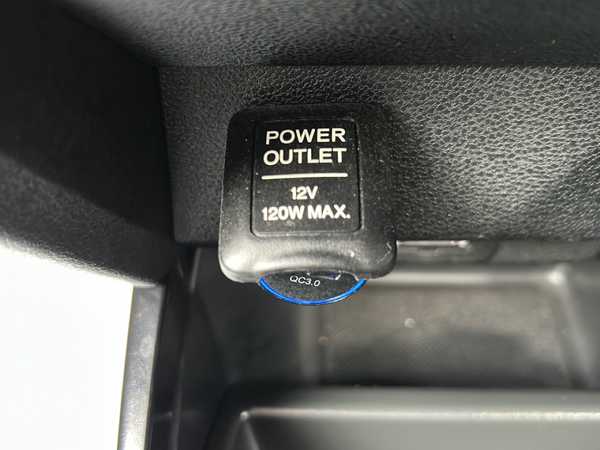 POWER
OUTLET
12V
120W MAX.
QC3.0